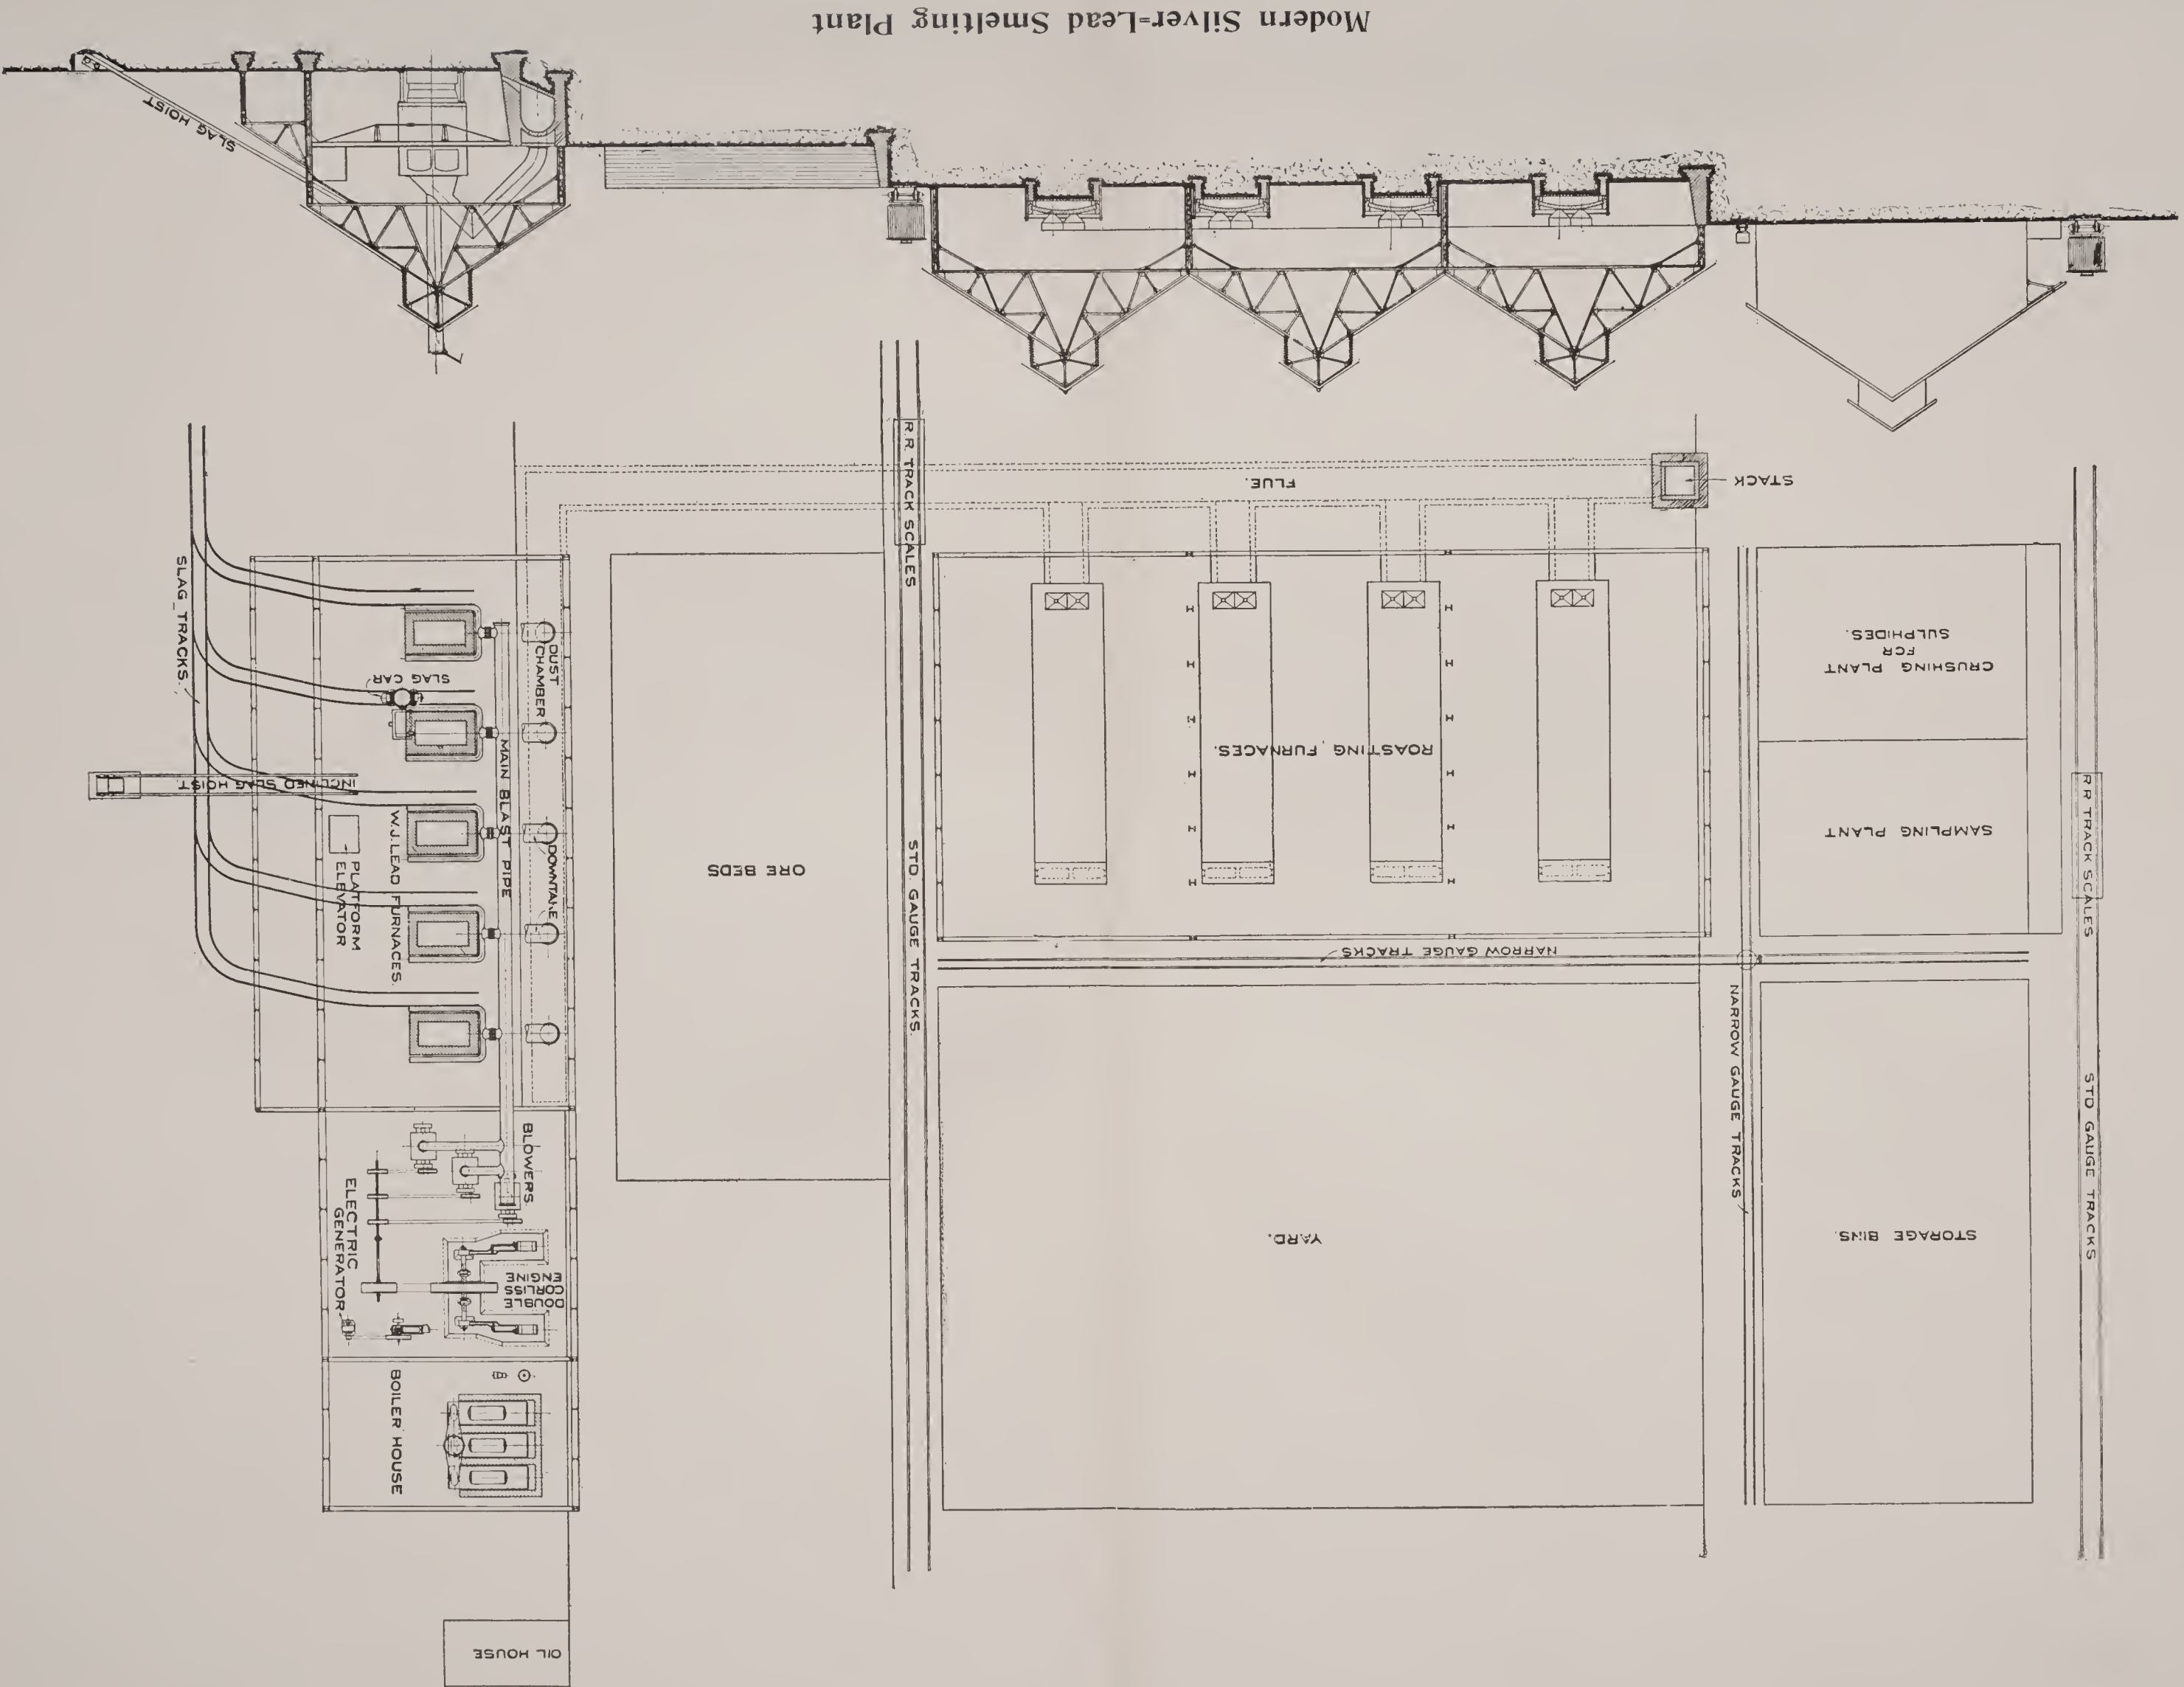 OIL HOUSE
STORAGE BINS.
YARD.
BOILER HOUSE
DOUBLE
CORLISS
ENGINE
ELECTRIC
GENERATOR
BLOWERS
STD GAUGE TRACKS
NARROW GAUGE TRACKS
NARROW GAUGE TRACKS
STD GAUGE TRACKS.
SAMPLING PLANT
R R TRACK SCALES
ROASTING FURNACES.
ORE BEDS
DOWNTAKE
MAIN BLAST PIPE
W.J. LEAD FURNACES.
PLATFORM
ELEVATOR
INCLINED SLAG HOIST.
CRUSHING PLANT
FOR
SULPHIDES.
DUST
CHAMBER
SLAG CAR
SLAG TRACKS.
STACK
FLUE.
R.R. TRACK SCALES
SLAG HOIST
Modern Silver-Lead Smelting Plant